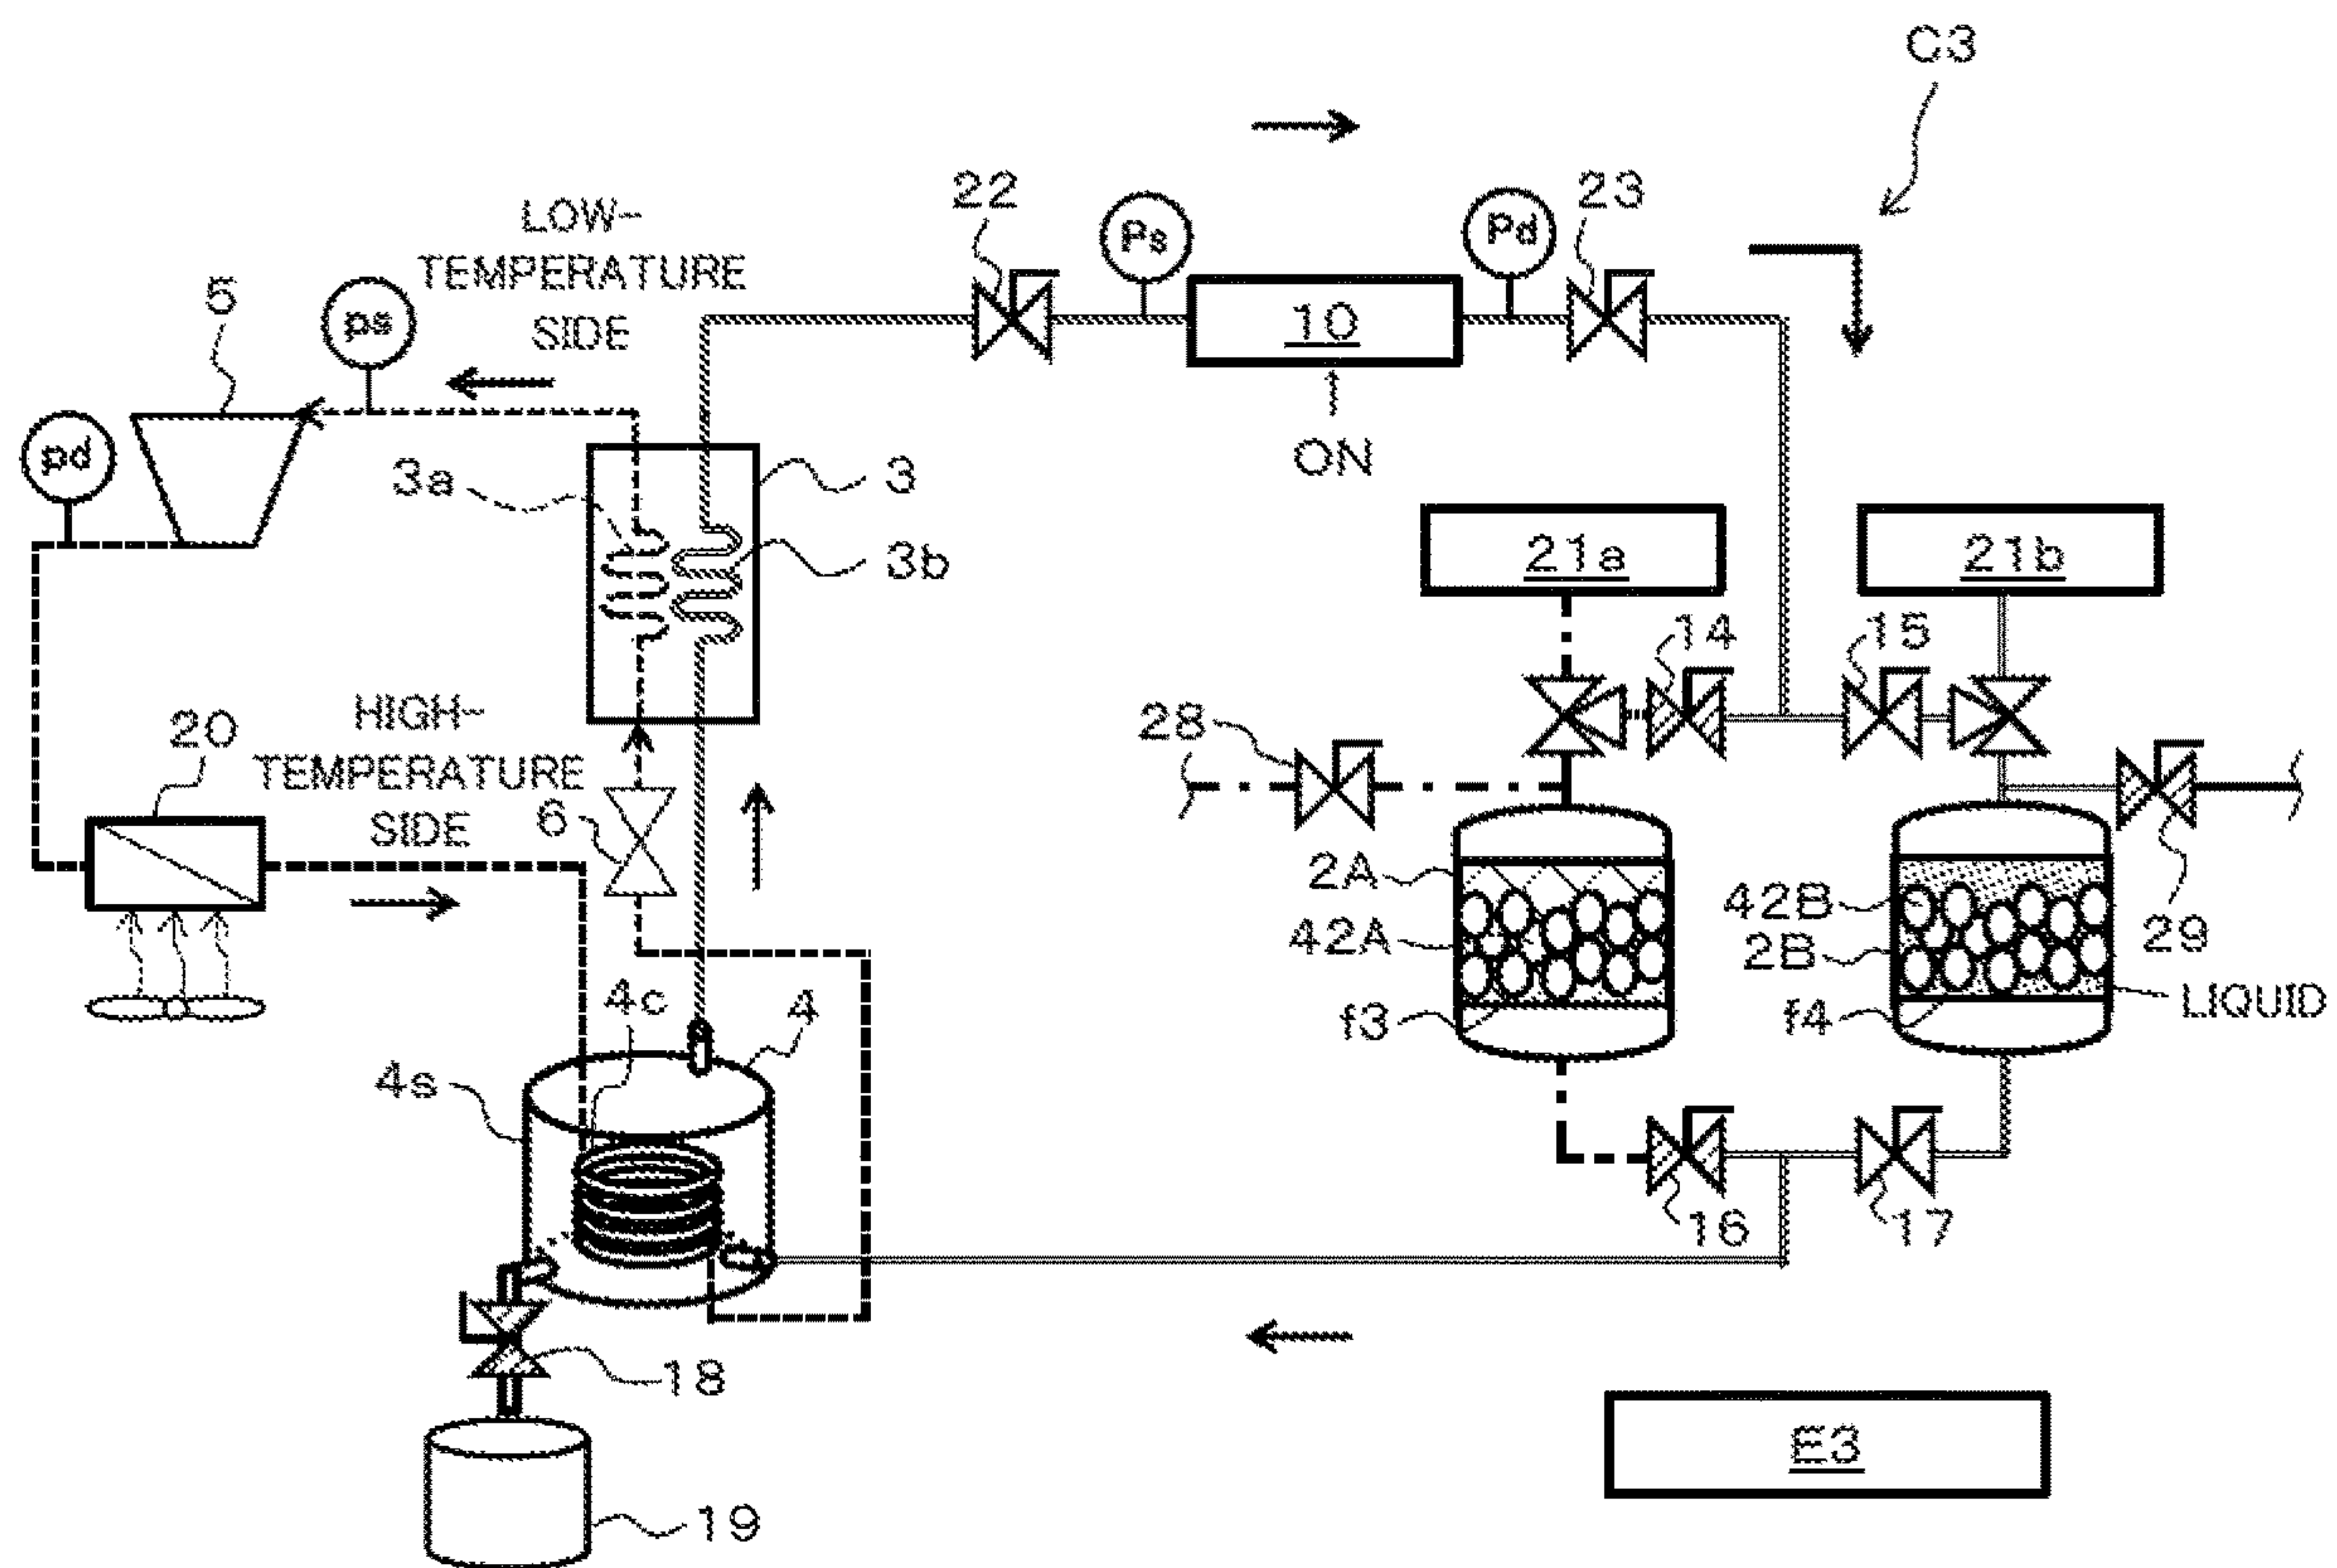 C3
22
Ps
Pd
23
LOW-
TEMPERATURE
SIDE
5
ps
pd
10
ON
3a
3
3b
21a
21b
14
15
28
20
HIGH-
TEMPERATURE
SIDE
6
2A
42A
f3
42B
2B
f4
29
LIQUID
4c
4
4s
16
17
18
19
E3